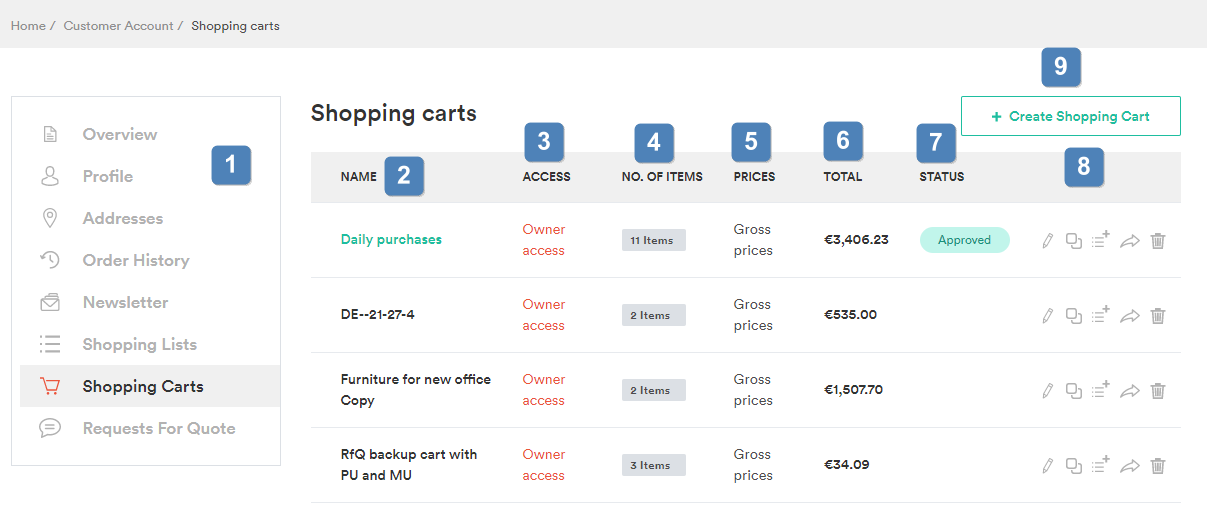 Home / Customer Account / Shopping carts
9
Shopping carts
+ Create Shopping Cart
Overview
1
Profile
Addresses
Order History
Newsletter
Shopping Lists
Shopping Carts
Requests For Quote
3 4 5 6 7 8
NAME 2 ACCESS NO. OF ITEMS PRICES TOTAL STATUS
Daily purchases Owner access 11 Items Gross prices €3,406.23 Approved
DE--21-27-4 Owner access 2 Items Gross prices €535.00
Furniture for new office Copy Owner access 2 Items Gross prices €1,507.70
RfQ backup cart with PU and MU Owner access 3 Items Gross prices €34.09